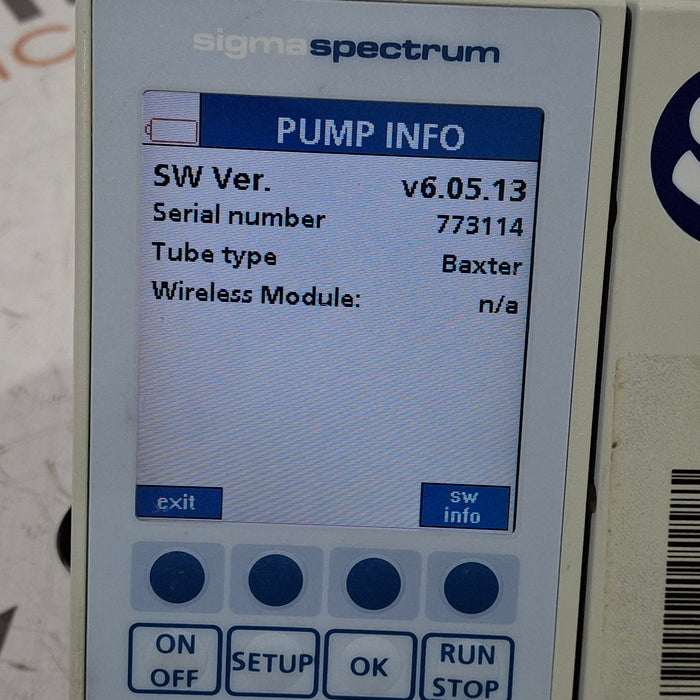 sigmaspectrum
PUMP INFO
SW Ver. v6.05.13
Serial number 773114
Tube type Baxter
Wireless Module: n/a
exit
sw
info
ON
OFF
SETUP
OK
RUN
STOP